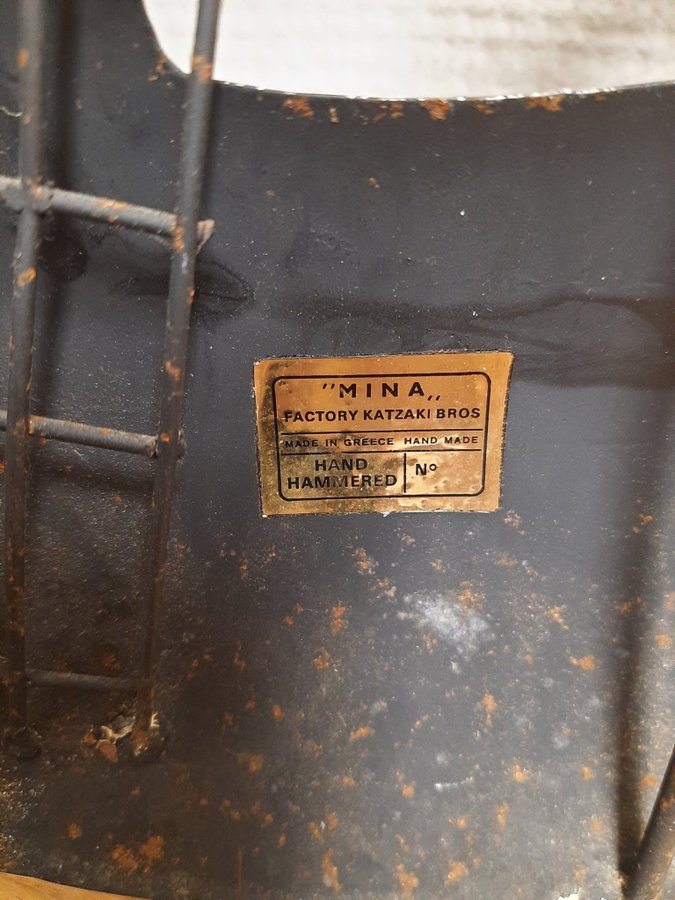 "MINA„
FACTORY KATZAKI BROS
MADE IN GREECE HAND MADE
HAND
HAMMERED
Nº